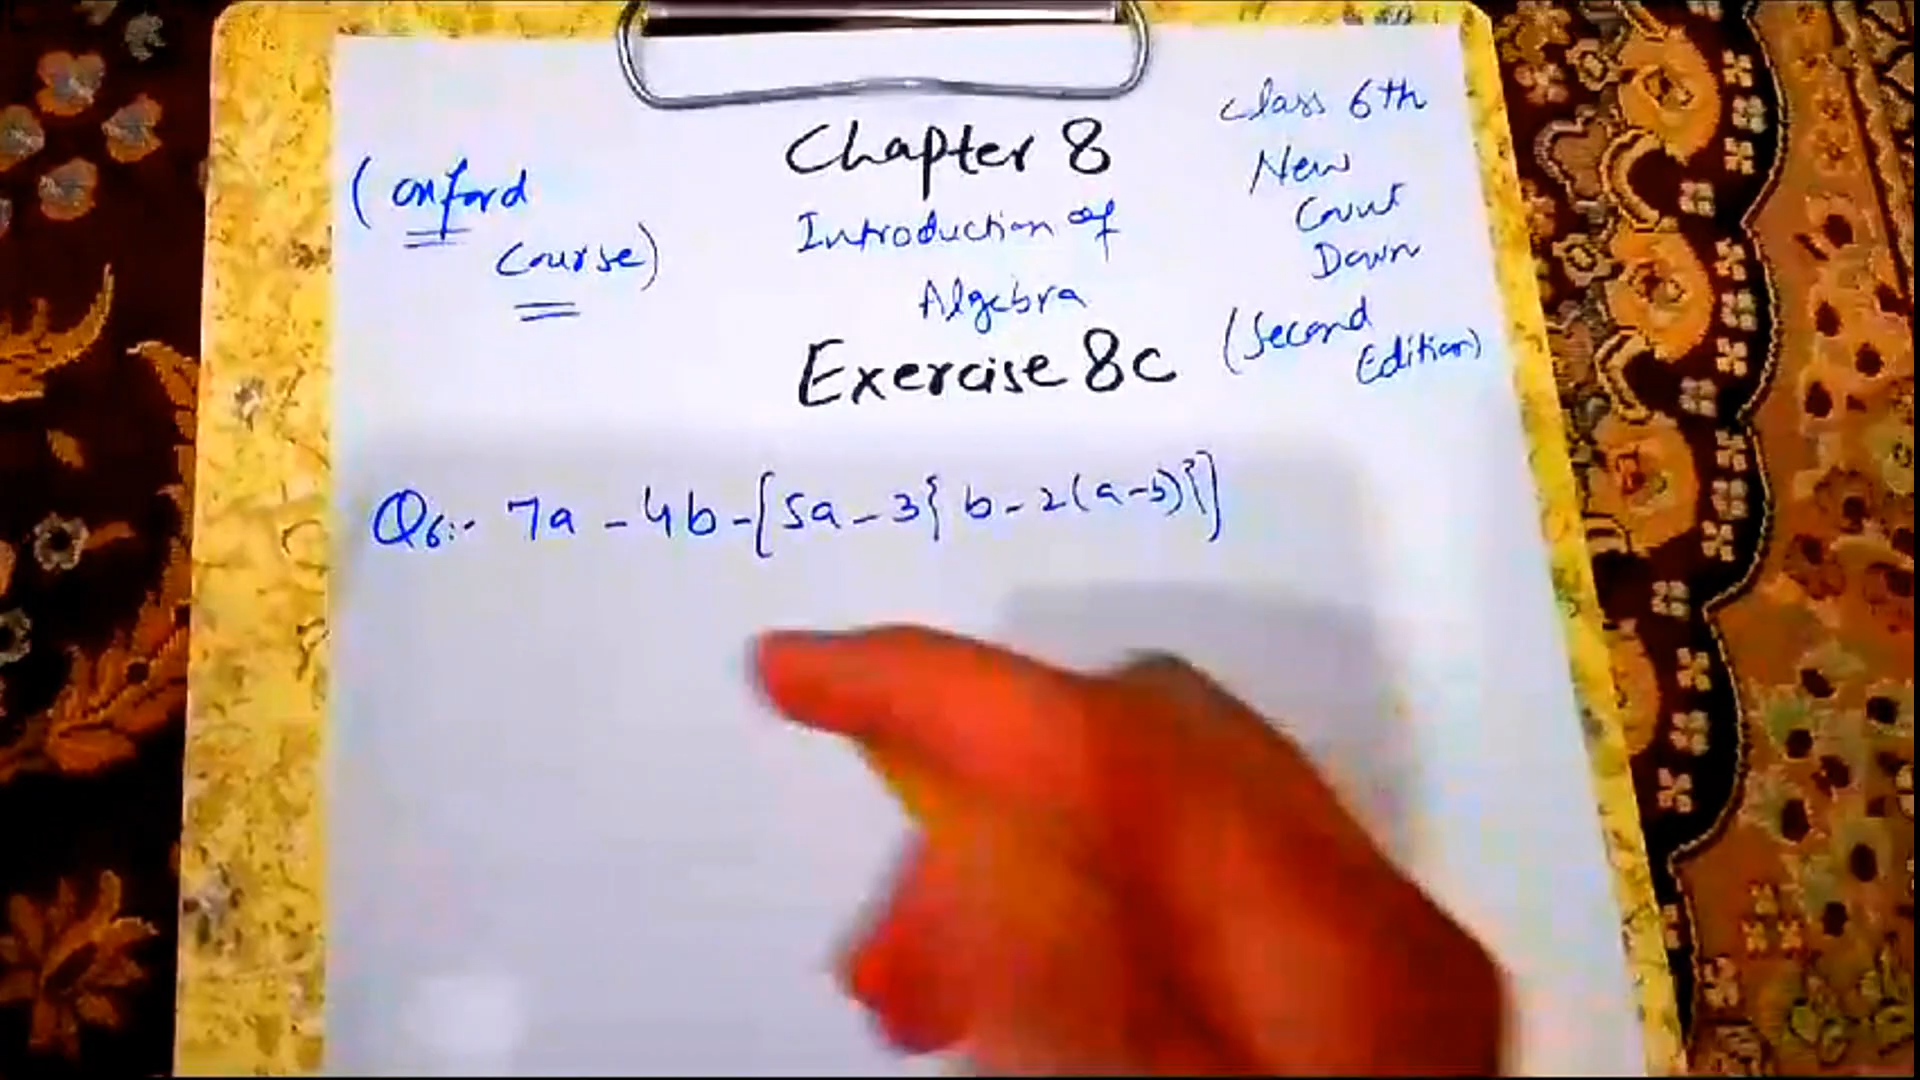 Chapter 8
(Oxford
Course)
Introduction of
Algebra
Class 6th
New
Count
Down
(Second
Edition)
Exercise 8c
Q6:- 7a - 4b - [5a - 3{ b - 2(a-b)}]